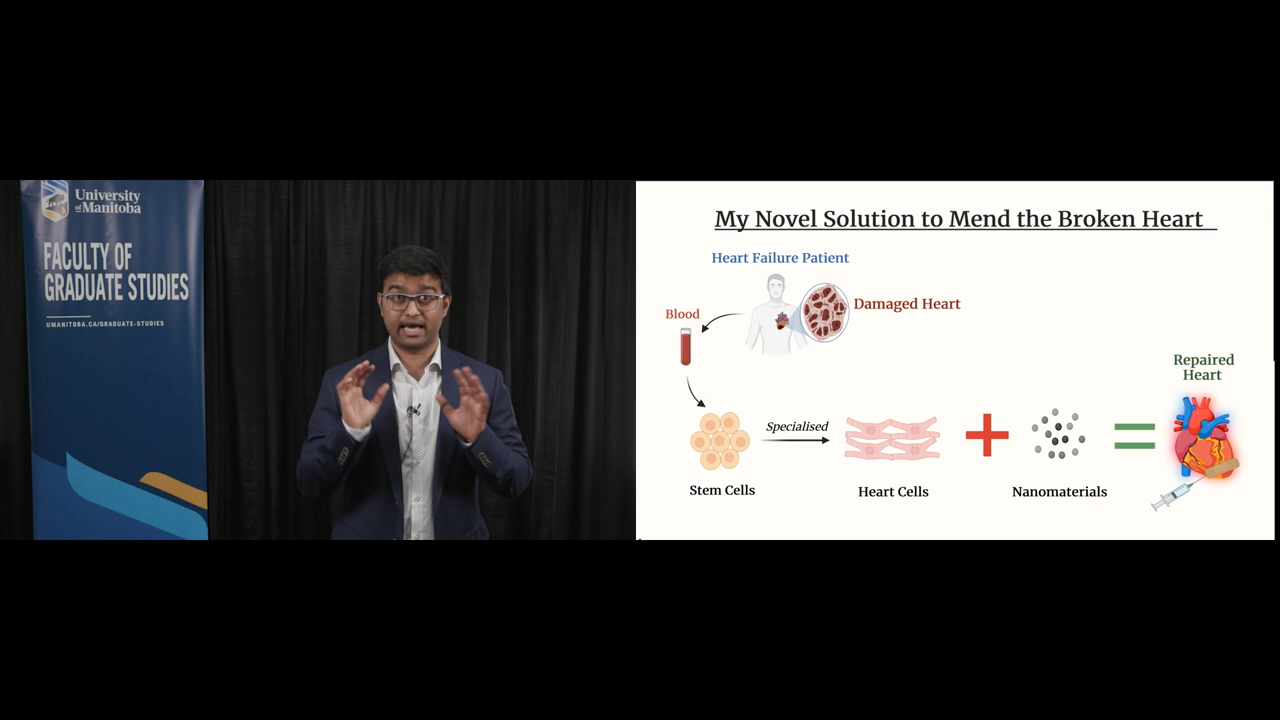 University
of Manitoba
FACULTY OF
GRADUATE STUDIES
UMANITOBA.CA/GRADUATE-STUDIES
My Novel Solution to Mend the Broken Heart
Heart Failure Patient
Damaged Heart
Blood
Repaired
Heart
Specialised
Stem Cells
Heart Cells
Nanomaterials